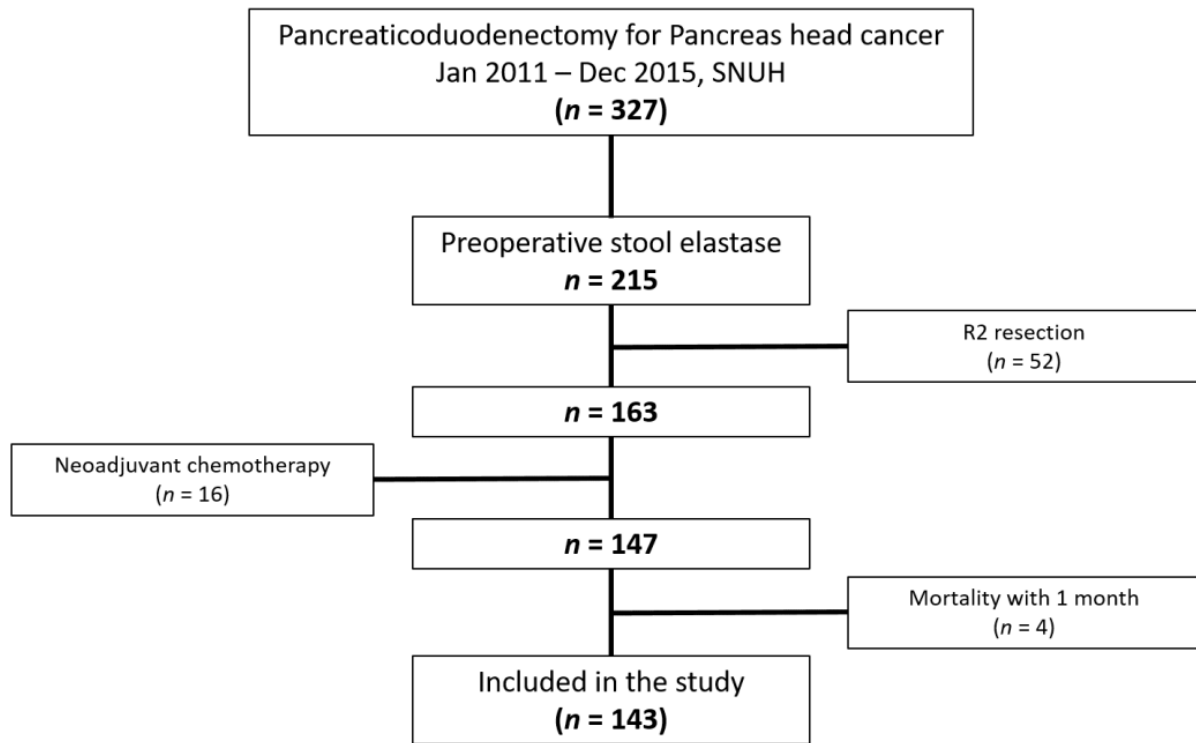 Pancreaticoduodenectomy for Pancreas head cancer
Jan 2011 – Dec 2015, SNUH
(n = 327)
Preoperative stool elastase
n = 215
R2 resection
(n = 52)
n = 163
Neoadjuvant chemotherapy
(n = 16)
n = 147
Mortality with 1 month
(n = 4)
Included in the study
(n = 143)